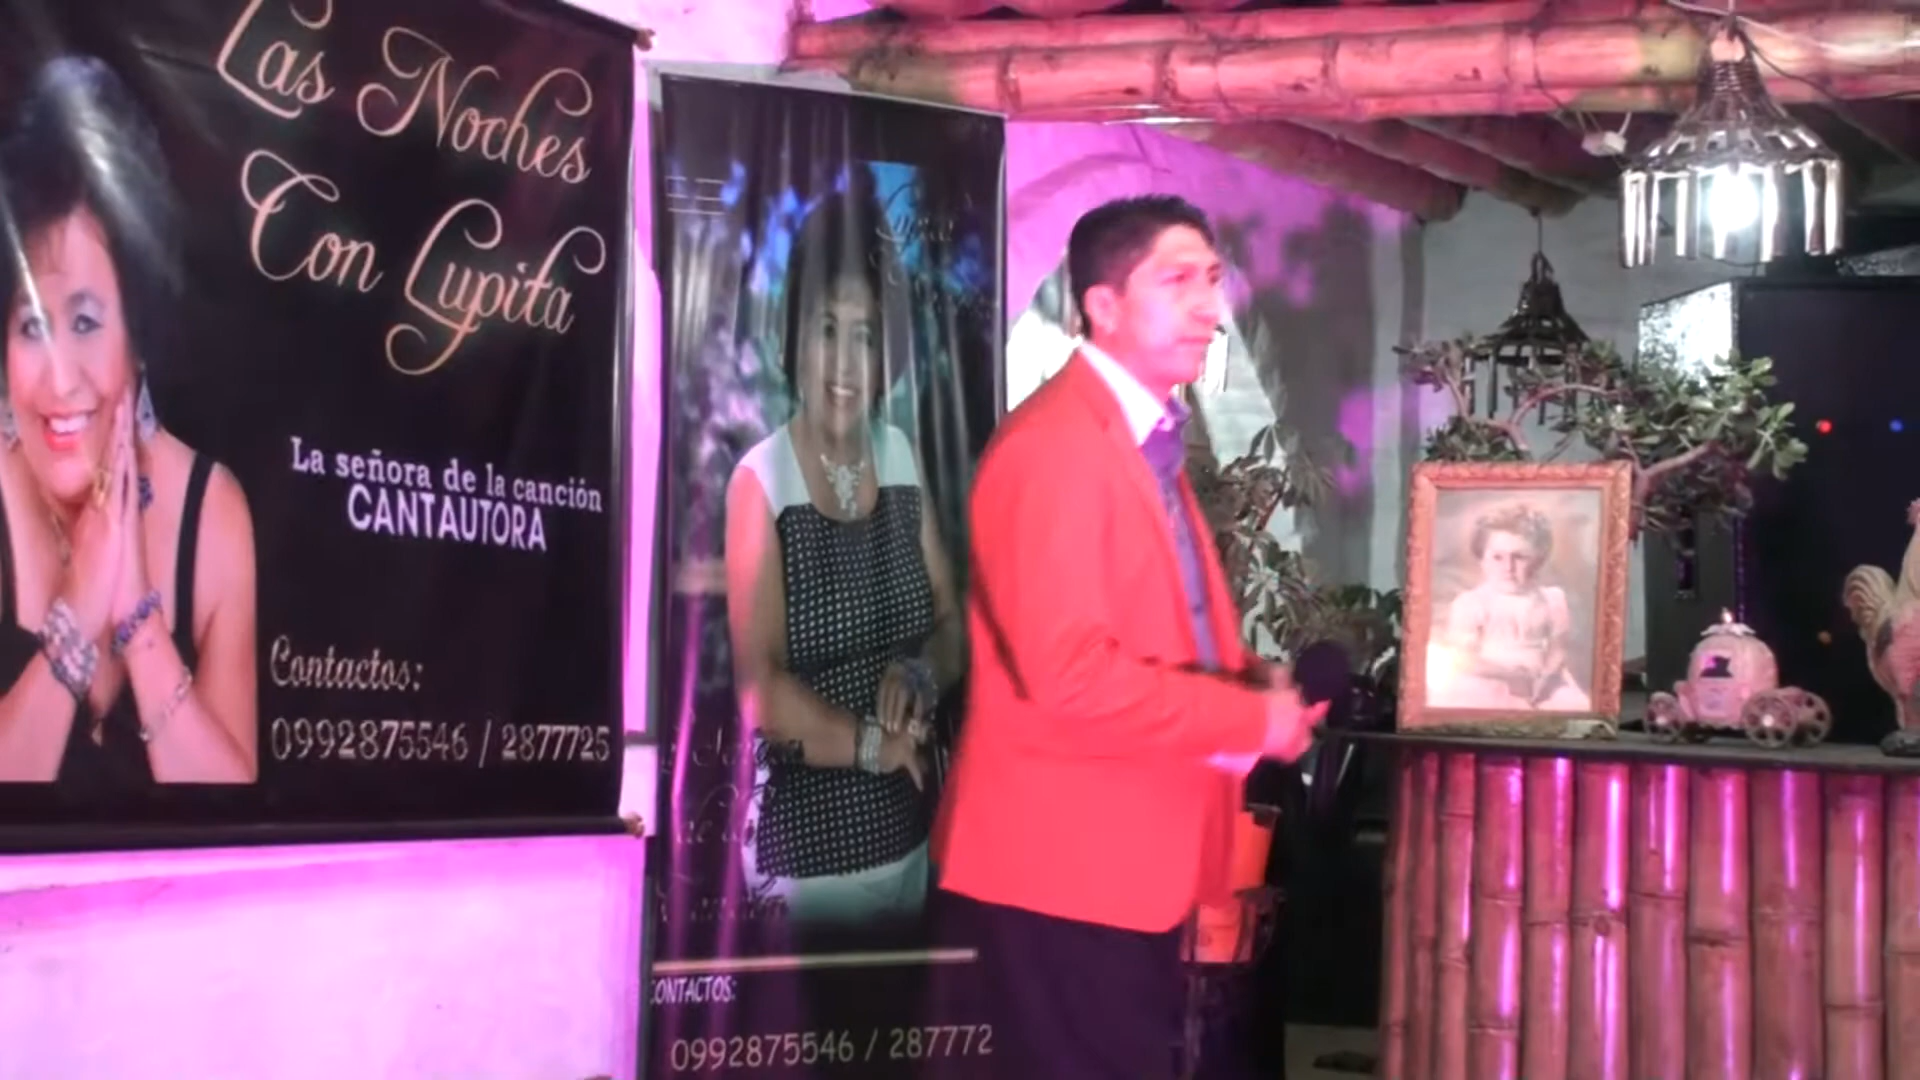 Las Noches
Con Lupita
La señora de la canción
CANTAUTORA
Contactos:
0992875546 / 2877725
CONTACTOS:
0992875546 / 287772